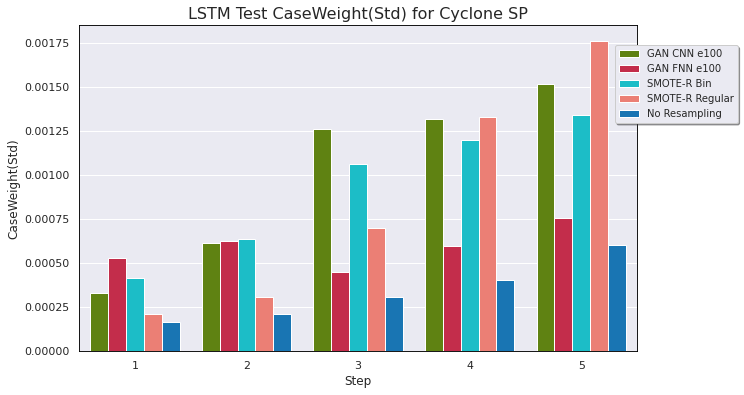 LSTM Test CaseWeight(Std) for Cyclone SP
CaseWeight(Std)
0.00175
0.00150
0.00125
0.00100
0.00075
0.00050
0.00025
0.00000
1 2 3 4 5
Step
GAN CNN e100
GAN FNN e100
SMOTE-R Bin
SMOTE-R Regular
No Resampling